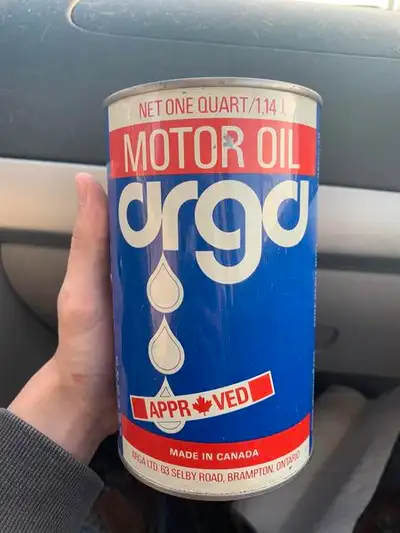 NET ONE QUART/1,14 L
MOTOR OIL
arga
APPR VED
MADE IN CANADA
ARGA LTD. 63 SELBY ROAD, BRAMPTON, ONTARIO